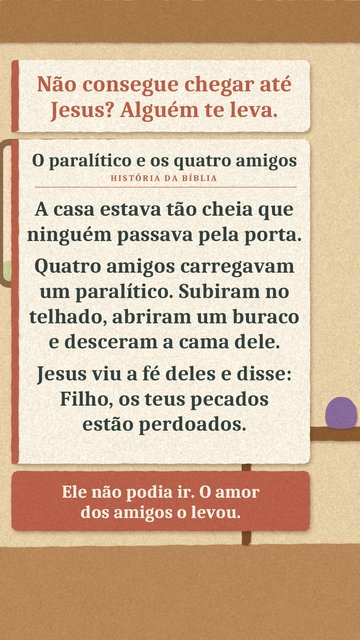 Não consegue chegar até
Jesus? Alguém te leva.
O paralítico e os quatro amigos
HISTÓRIA DA BÍBLIA
A casa estava tão cheia que
ninguém passava pela porta.
Quatro amigos carregavam
um paralítico. Subiram no
telhado, abriram um buraco
e desceram a cama dele.
Jesus viu a fé deles e disse:
Filho, os teus pecados
estão perdoados.
Ele não podia ir. O amor
dos amigos o levou.